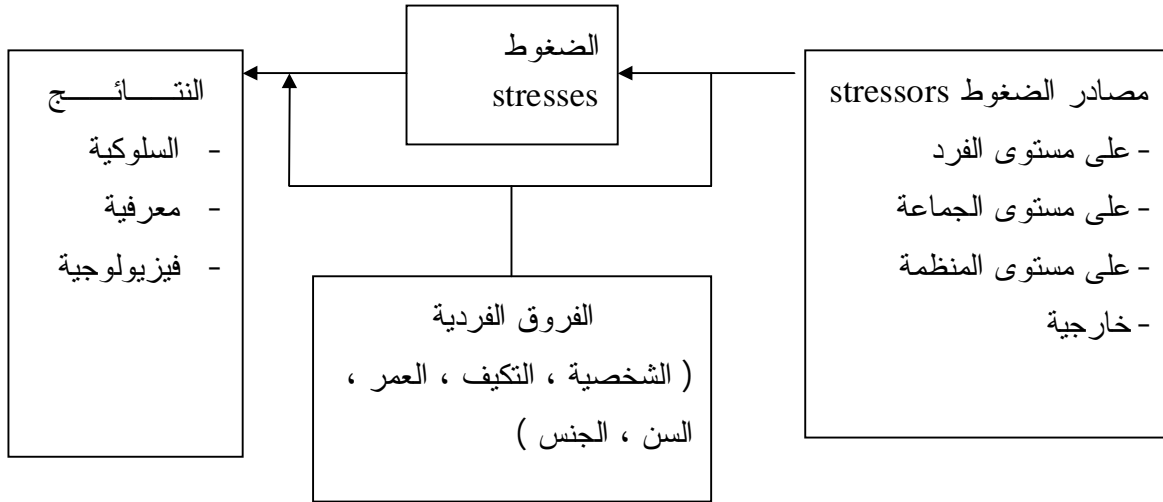 مصادر الضغوط stressors
- على مستوى الفرد
- على مستوى الجماعة
- على مستوى المنظمة
- خارجية
الضغوط
stresses
النتـــائـــج
- السلوكية
- معرفية
- فيزيولوجية
الفروق الفردية
( الشخصية ، التكيف ، العمر ،
السن ، الجنس )